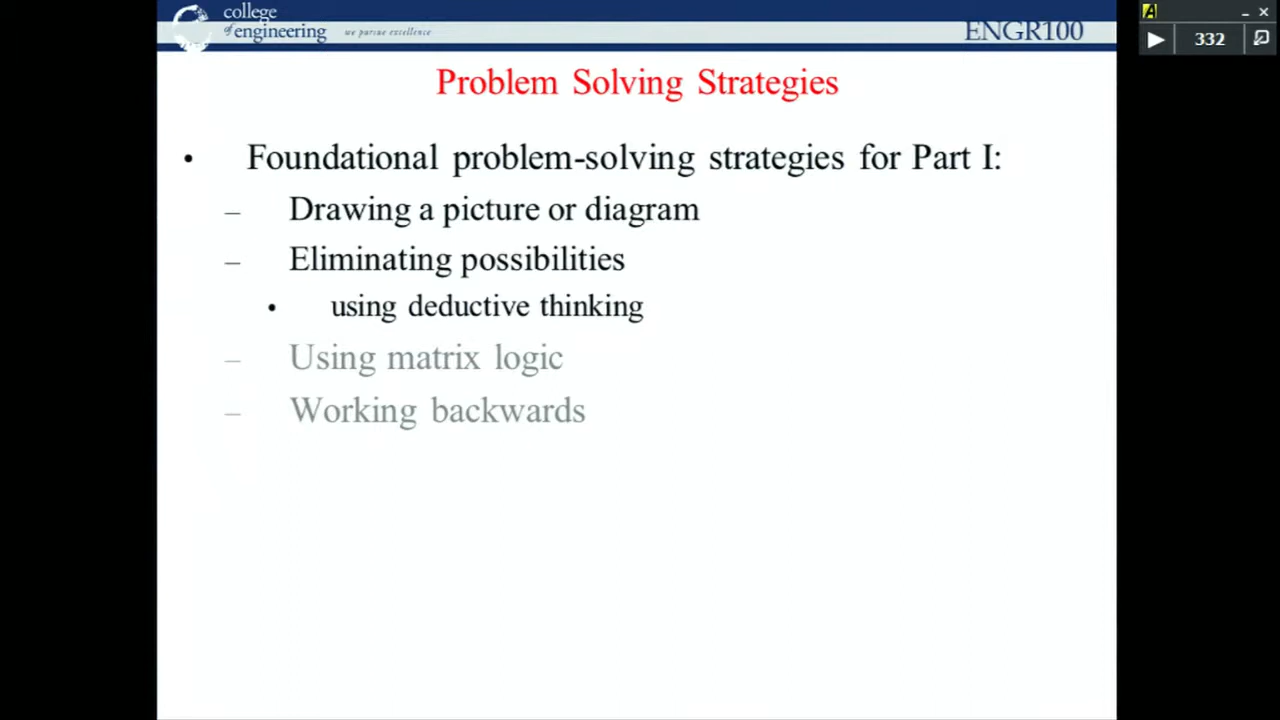 college
of engineering we pursue excellence
ENGR100
332
Problem Solving Strategies
• Foundational problem-solving strategies for Part I:
– Drawing a picture or diagram
– Eliminating possibilities
• using deductive thinking
– Using matrix logic
– Working backwards